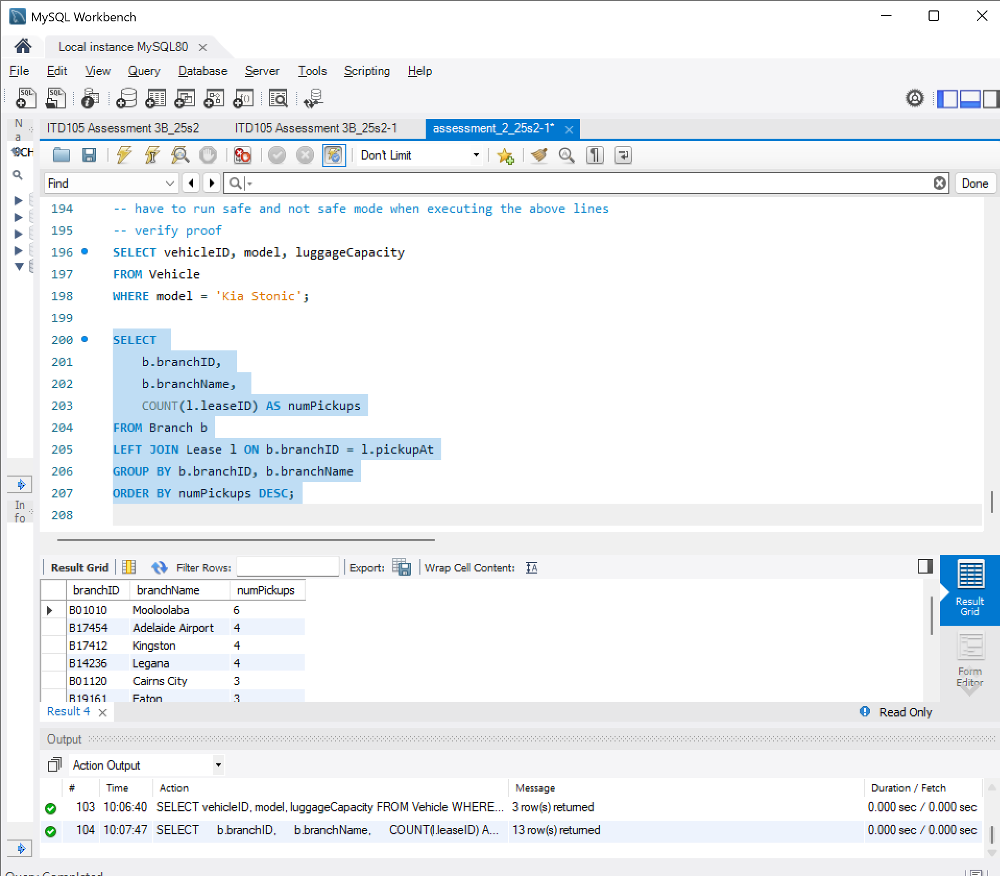 MySQL Workbench
Local instance MySQL80
File Edit View Query Database Server Tools Scripting Help
Na
SCH
ITD105 Assessment 3B_25s2 ITD105 Assessment 3B_25s2-1 assessment_2_25s2-1*
Don't Limit
Find
Done
194 -- have to run safe and not safe mode when executing the above lines
195 -- verify proof
196 SELECT vehicleID, model, luggageCapacity
197 FROM Vehicle
198 WHERE model = 'Kia Stonic';
199
200 SELECT
201 b.branchID,
202 b.branchName,
203 COUNT(l.leaseID) AS numPickups
204 FROM Branch b
205 LEFT JOIN Lease l ON b.branchID = l.pickupAt
206 GROUP BY b.branchID, b.branchName
207 ORDER BY numPickups DESC;
208
Info
Result Grid Filter Rows: Export: Wrap Cell Content:
branchID branchName numPickups
B01010 Mooloolaba 6
B17454 Adelaide Airport 4
B17412 Kingston 4
B14236 Legana 4
B01120 Cairns City 3
B19161 Eaton 3
Result Grid
Form Editor
Result 4
Read Only
Output
Action Output
# Time Action Message Duration / Fetch
103 10:06:40 SELECT vehicleID, model, luggageCapacity FROM Vehicle WHERE... 3 row(s) returned 0.000 sec / 0.000 sec
104 10:07:47 SELECT b.branchID, b.branchName, COUNT(l.leaseID) A... 13 row(s) returned 0.000 sec / 0.000 sec
Query Completed